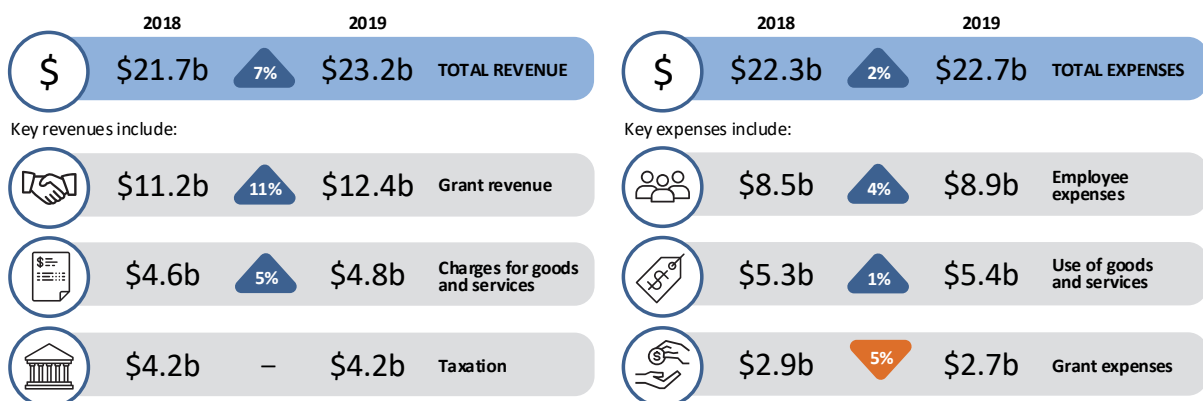 2018 2019
$ $21.7b 7% $23.2b TOTAL REVENUE
Key revenues include:
$11.2b 11% $12.4b Grant revenue
$4.6b 5% $4.8b Charges for goods
and services
$4.2b – $4.2b Taxation
2018 2019
$ $22.3b 2% $22.7b TOTAL EXPENSES
Key expenses include:
$8.5b 4% $8.9b Employee
expenses
$5.3b 1% $5.4b Use of goods
and services
$2.9b 5% $2.7b Grant expenses